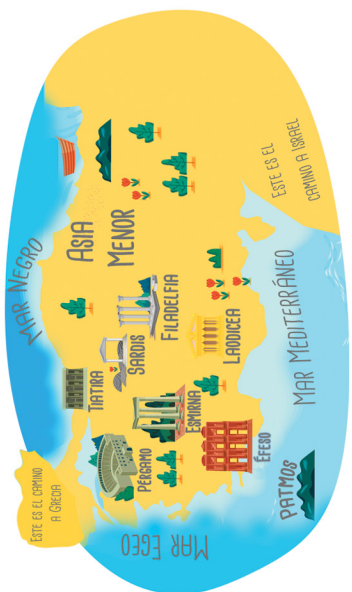 Mar Negro
Asia
Menor
Este es el
camino a Israel
Filadelfia
Sardis
Tiatira
Laodicea
Mar Mediterráneo
Esmirna
Pérgamo
Éfeso
Este es el camino
a Grecia
Mar Egeo
Patmos